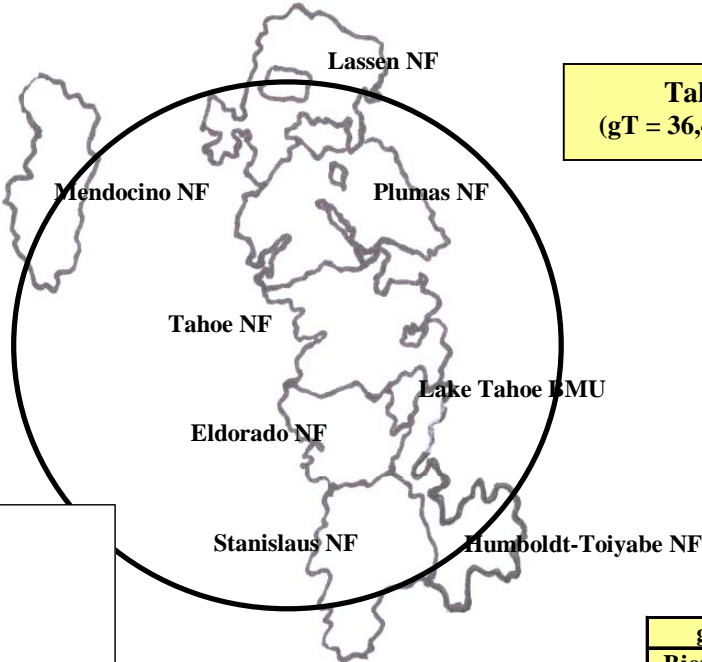 Lassen NF
Mendocino NF
Plumas NF
Tahoe NF
Lake Tahoe BMU
Eldorado NF
Stanislaus NF
Humboldt-Toiyabe NF